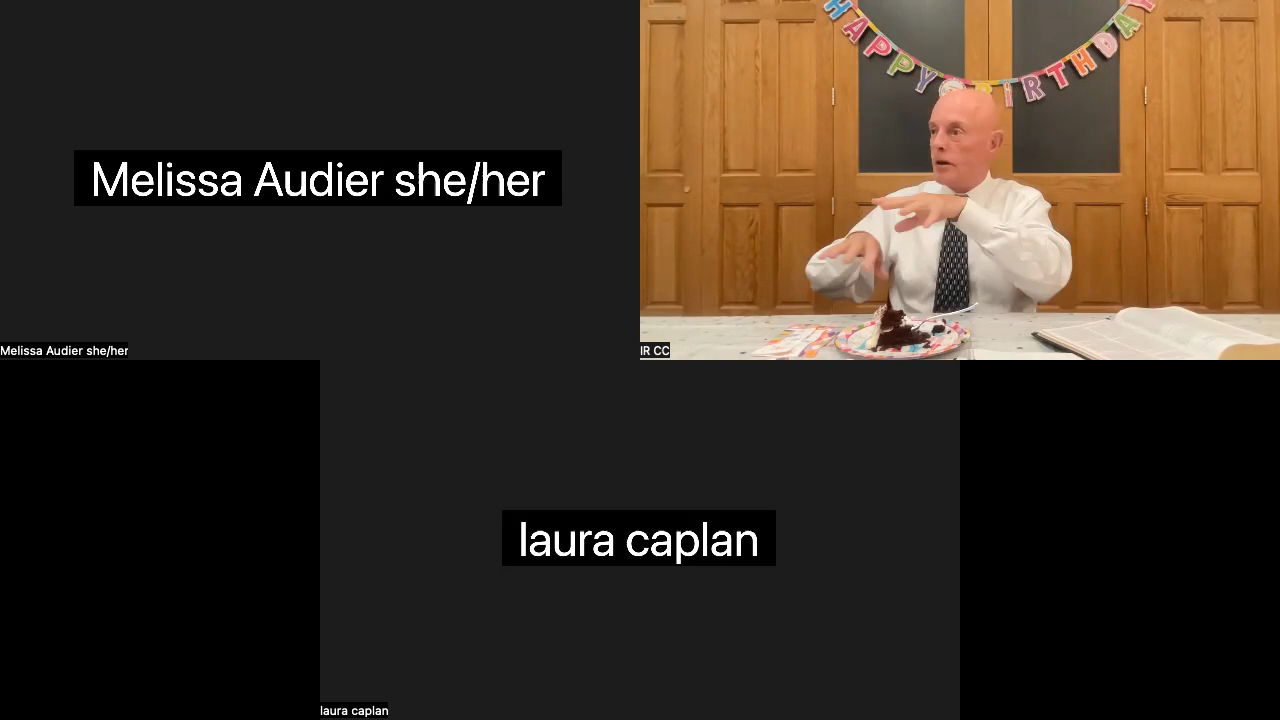 Melissa Audier she/her
Melissa Audier she/her
HAPPY BIRTHDAY
IR CC
laura caplan
laura caplan